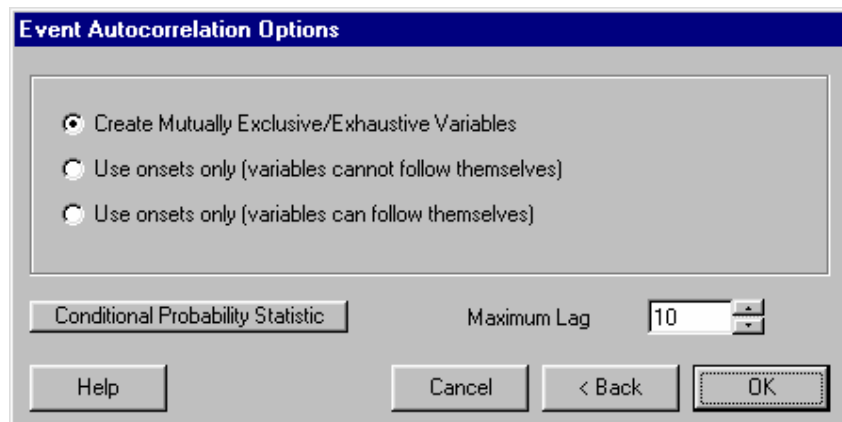 Event Autocorrelation Options
Create Mutually Exclusive/Exhaustive Variables
Use onsets only (variables cannot follow themselves)
Use onsets only (variables can follow themselves)
Conditional Probability Statistic
Maximum Lag
10
Help
Cancel
< Back
OK